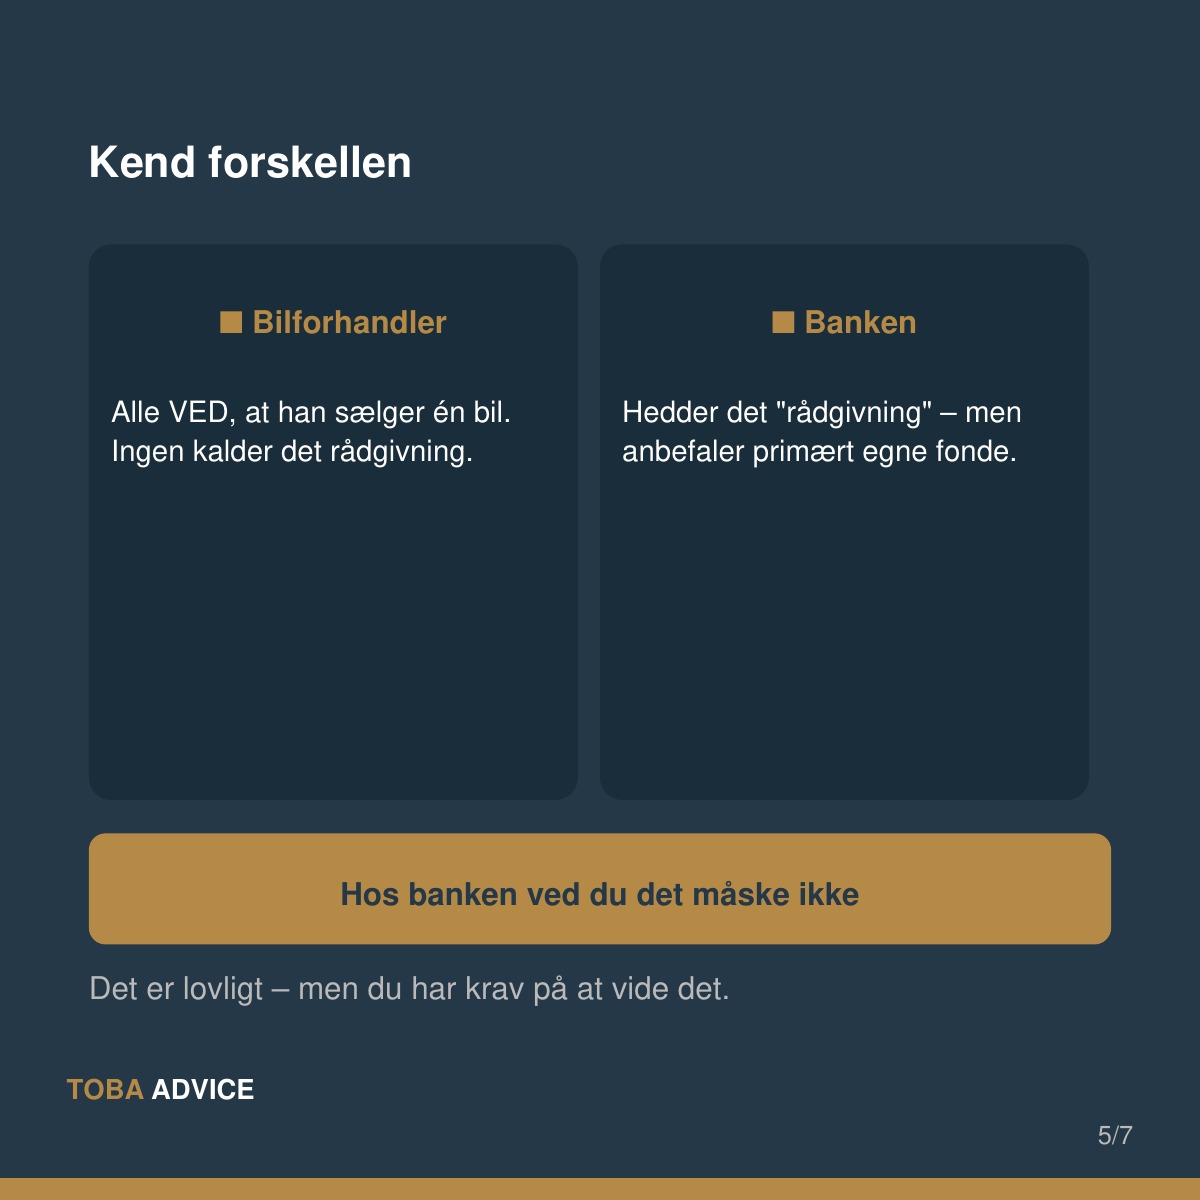 Kend forskellen
■ Bilforhandler
Alle VED, at han sælger én bil.
Ingen kalder det rådgivning.
■ Banken
Hedder det "rådgivning" – men
anbefaler primært egne fonde.
Hos banken ved du det måske ikke
Det er lovligt – men du har krav på at vide det.
TOBA ADVICE
5/7